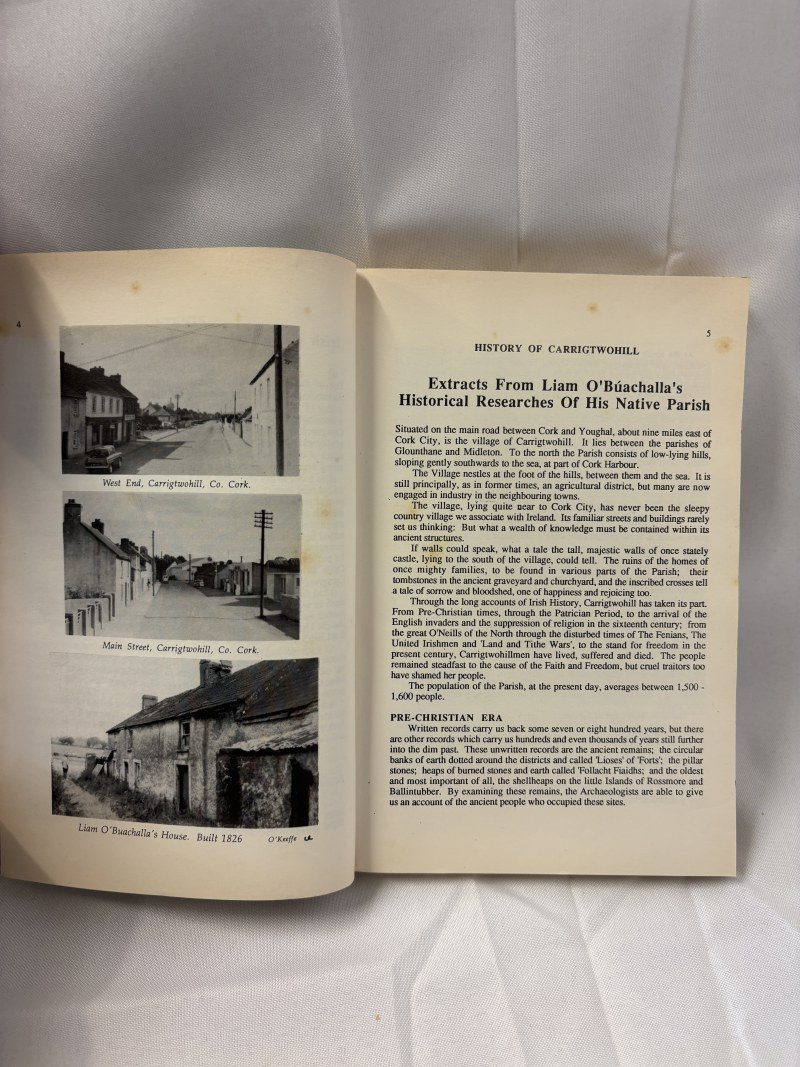 4
West End, Carrigtwohill, Co. Cork.
Main Street, Carrigtwohill, Co. Cork.
Liam O'Buachalla's House. Built 1826
O'Keeffe
5
HISTORY OF CARRIGTWOHILL
Extracts From Liam O'Búachalla's
Historical Researches Of His Native Parish
Situated on the main road between Cork and Youghal, about nine miles east of
Cork City, is the village of Carrigtwohill. It lies between the parishes of
Glounthane and Midleton. To the north the Parish consists of low-lying hills,
sloping gently southwards to the sea, at part of Cork Harbour.
The Village nestles at the foot of the hills, between them and the sea. It is
still principally, as in former times, an agricultural district, but many are now
engaged in industry in the neighbouring towns.
The village, lying quite near to Cork City, has never been the sleepy
country village we associate with Ireland. Its familiar streets and buildings rarely
set us thinking: But what a wealth of knowledge must be contained within its
ancient structures.
If walls could speak, what a tale the tall, majestic walls of once stately
castle, lying to the south of the village, could tell. The ruins of the homes of
once mighty families, to be found in various parts of the Parish; their
tombstones in the ancient graveyard and churchyard, and the inscribed crosses tell
a tale of sorrow and bloodshed, one of happiness and rejoicing too.
Through the long accounts of Irish History, Carrigtwohill has taken its part.
From Pre-Christian times, through the Patrician Period, to the arrival of the
English invaders and the suppression of religion in the sixteenth century; from
the great O'Neills of the North through the disturbed times of The Fenians, The
United Irishmen and 'Land and Tithe Wars', to the stand for freedom in the
present century, Carrigtwohillmen have lived, suffered and died. The people
remained steadfast to the cause of the Faith and Freedom, but cruel traitors too
have shamed her people.
The population of the Parish, at the present day, averages between 1,500 -
1,600 people.
PRE-CHRISTIAN ERA
Written records carry us back some seven or eight hundred years, but there
are other records which carry us hundreds and even thousands of years still further
into the dim past. These unwritten records are the ancient remains; the circular
banks of earth dotted around the districts and called 'Lioses' of 'Forts'; the pillar
stones; heaps of burned stones and earth called 'Follacht Fiaidhs; and the oldest
and most important of all, the shellheaps on the little Islands of Rossmore and
Ballintubber. By examining these remains, the Archaeologists are able to give
us an account of the ancient people who occupied these sites.